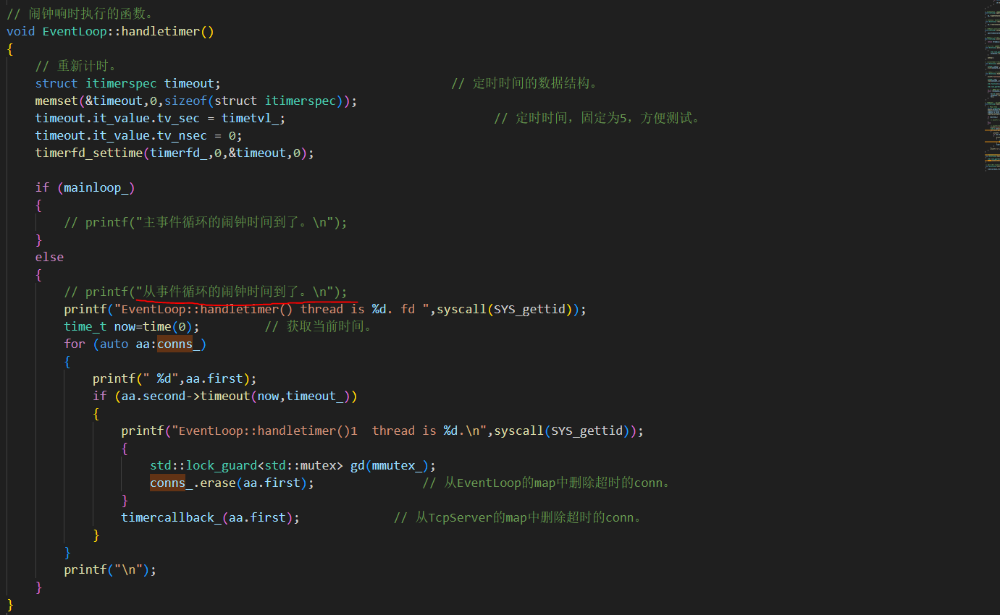 // 闹钟响时执行的函数。
void EventLoop::handletimer()
{
    // 重新计时。
    struct itimerspec timeout;                                // 定时时间的数据结构。
    memset(&timeout,0,sizeof(struct itimerspec));
    timeout.it_value.tv_sec = timetvl_;                             // 定时时间，固定为5，方便测试。
    timeout.it_value.tv_nsec = 0;
    timerfd_settime(timerfd_,0,&timeout,0);
    if (mainloop_)
    {
        // printf("主事件循环的闹钟时间到了。\n");
    }
    else
    {
        // printf("从事件循环的闹钟时间到了。\n");
        printf("EventLoop::handletimer() thread is %d. fd ",syscall(SYS_gettid));
        time_t now=time(0);         // 获取当前时间。
        for (auto aa:conns_)
        {
            printf(" %d",aa.first);
            if (aa.second->timeout(now,timeout_))
            {
                printf("EventLoop::handletimer()1  thread is %d.\n",syscall(SYS_gettid));
                {
                    std::lock_guard<std::mutex> gd(mmutex_);
                    conns_.erase(aa.first);               // 从EventLoop的map中删除超时的conn。
                }
                timercallback_(aa.first);             // 从TcpServer的map中删除超时的conn。
            }
        }
        printf("\n");
    }
}